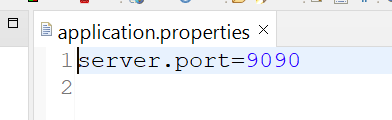 application.properties
1 server.port=9090
2